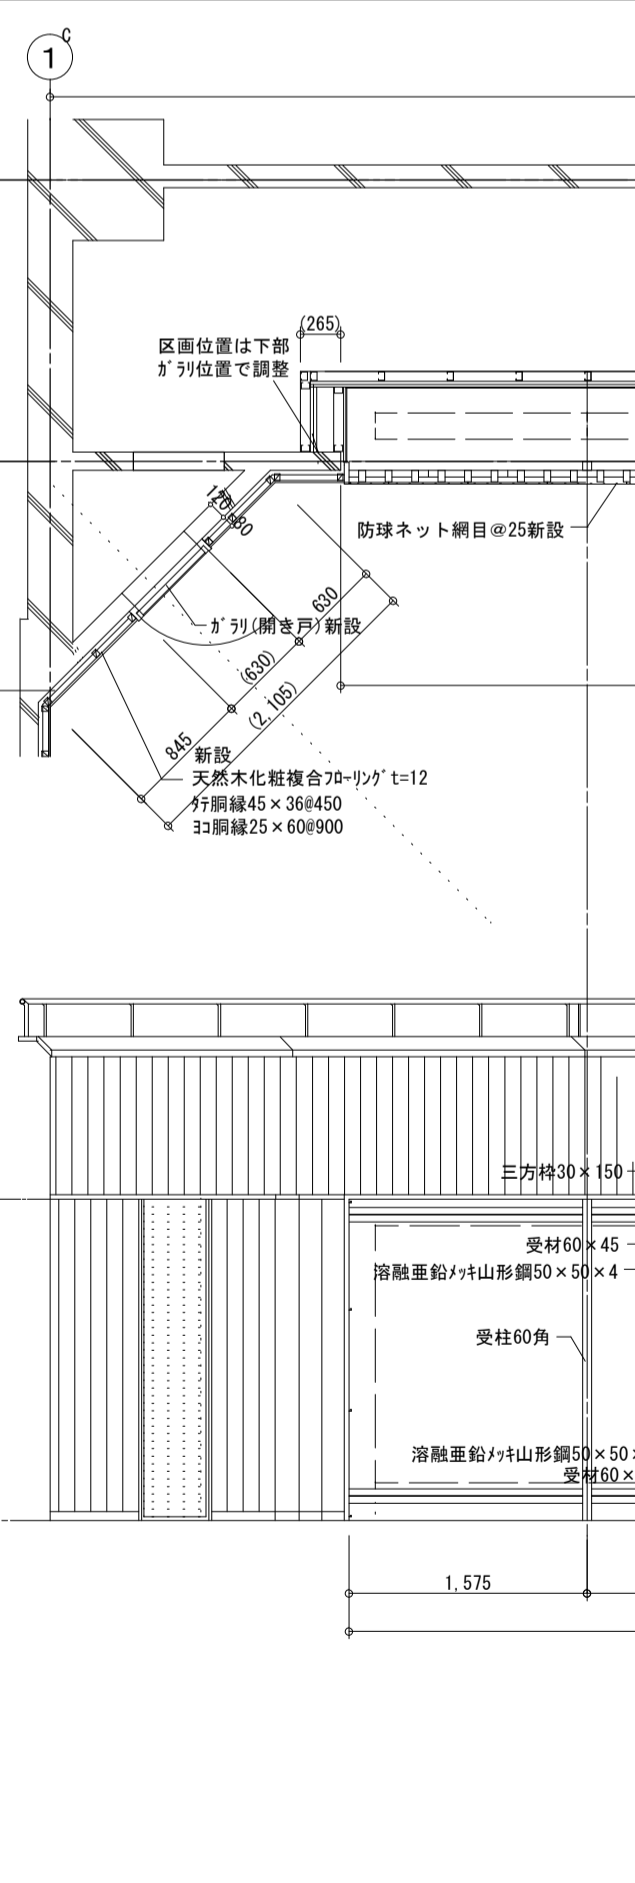 C
1
(265)
区画位置は下部
ｶﾞﾗﾘ位置で調整
120
80
防球ネット網目@25新設
ｶﾞﾗﾘ(開き戸)新設
630
(630)
(2,105)
845
新設
天然木化粧複合ﾌﾛｰﾘﾝｸﾞt=12
ﾀﾃ胴縁45×36@450
ﾖｺ胴縁25×60@900
三方枠30×150
受材60×45
溶融亜鉛ﾒｯｷ山形鋼50×50×4
受柱60角
溶融亜鉛ﾒｯｷ山形鋼50×50×
受材60×
1,575